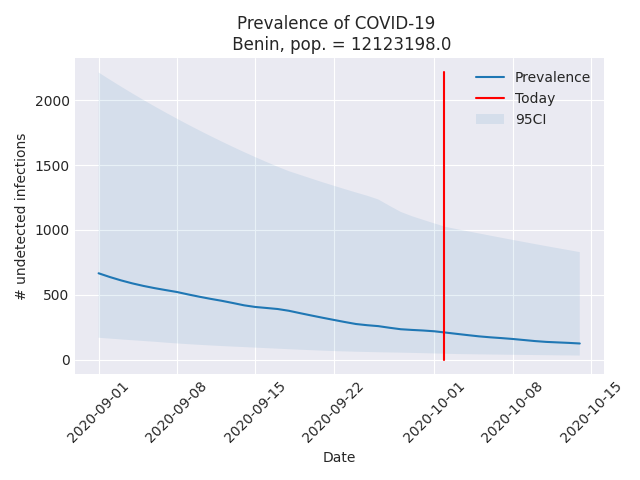 Prevalence of COVID-19
Benin, pop. = 12123198.0
Prevalence
Today
95CI
# undetected infections
2000
1500
1000
500
0
2020-09-01
2020-09-08
2020-09-15
2020-09-22
2020-10-01
2020-10-08
2020-10-15
Date